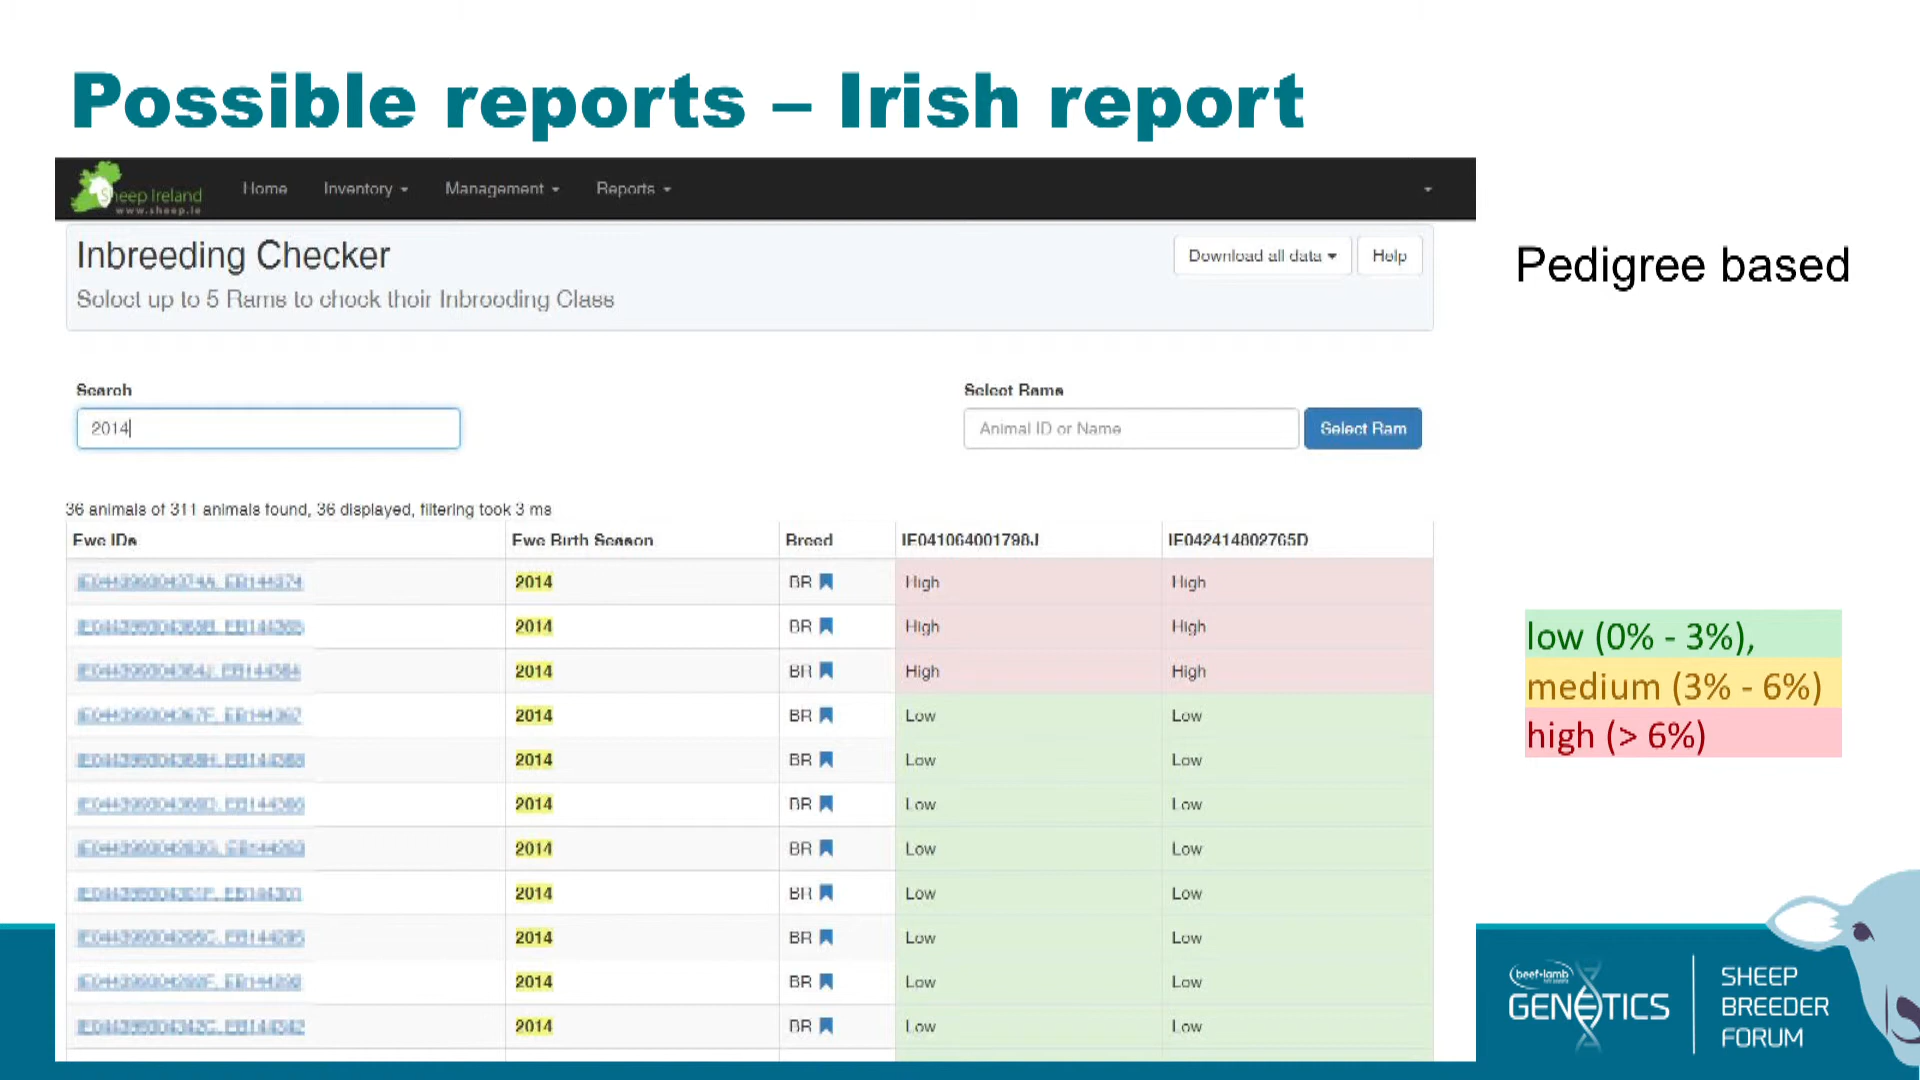 Possible reports – Irish report
Sheep Ireland
www.sheep.ie
Home Inventory Management Reports
Inbreeding Checker
Select up to 5 Rams to check their Inbreeding Class
Download all data Help
Pedigree based
Search
2014
Select Rams
Animal ID or Name
Select Ram
36 animals of 311 animals found, 36 displayed, filtering took 3 ms
Ewe IDs Ewe Birth Season Breed IE041064001798J IE042414802765D
2014 BR High High
2014 BR High High
2014 BR High High
2014 BR Low Low
2014 BR Low Low
2014 BR Low Low
2014 BR Low Low
2014 BR Low Low
2014 BR Low Low
2014 BR Low Low
2014 BR Low Low
low (0% - 3%),
medium (3% - 6%)
high (> 6%)
beef+lamb
GENETICS
SHEEP
BREEDER
FORUM